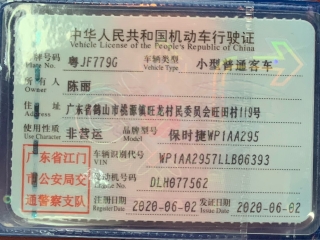 中华人民共和国机动车行驶证
Vehicle License of the People's Republic of China
号牌号码 粤JF779G 车辆类型 小型普通客车
Plate No. Vehicle Type
所有人 陈丽
Owner
住址 广东省鹤山市桃源镇旺龙村民委员会旺田村119号
Address
使用性质 非营运 品牌型号 保时捷WP1AA295
Use Character Model
广东省江门
市公安局交
通警察支队
车辆识别代号 WP1AA2957LLB06393
VIN
发动机号码 DLH077562
Engine No.
注册日期 2020-06-02 发证日期 2020-06-02
Register Date Issue Date